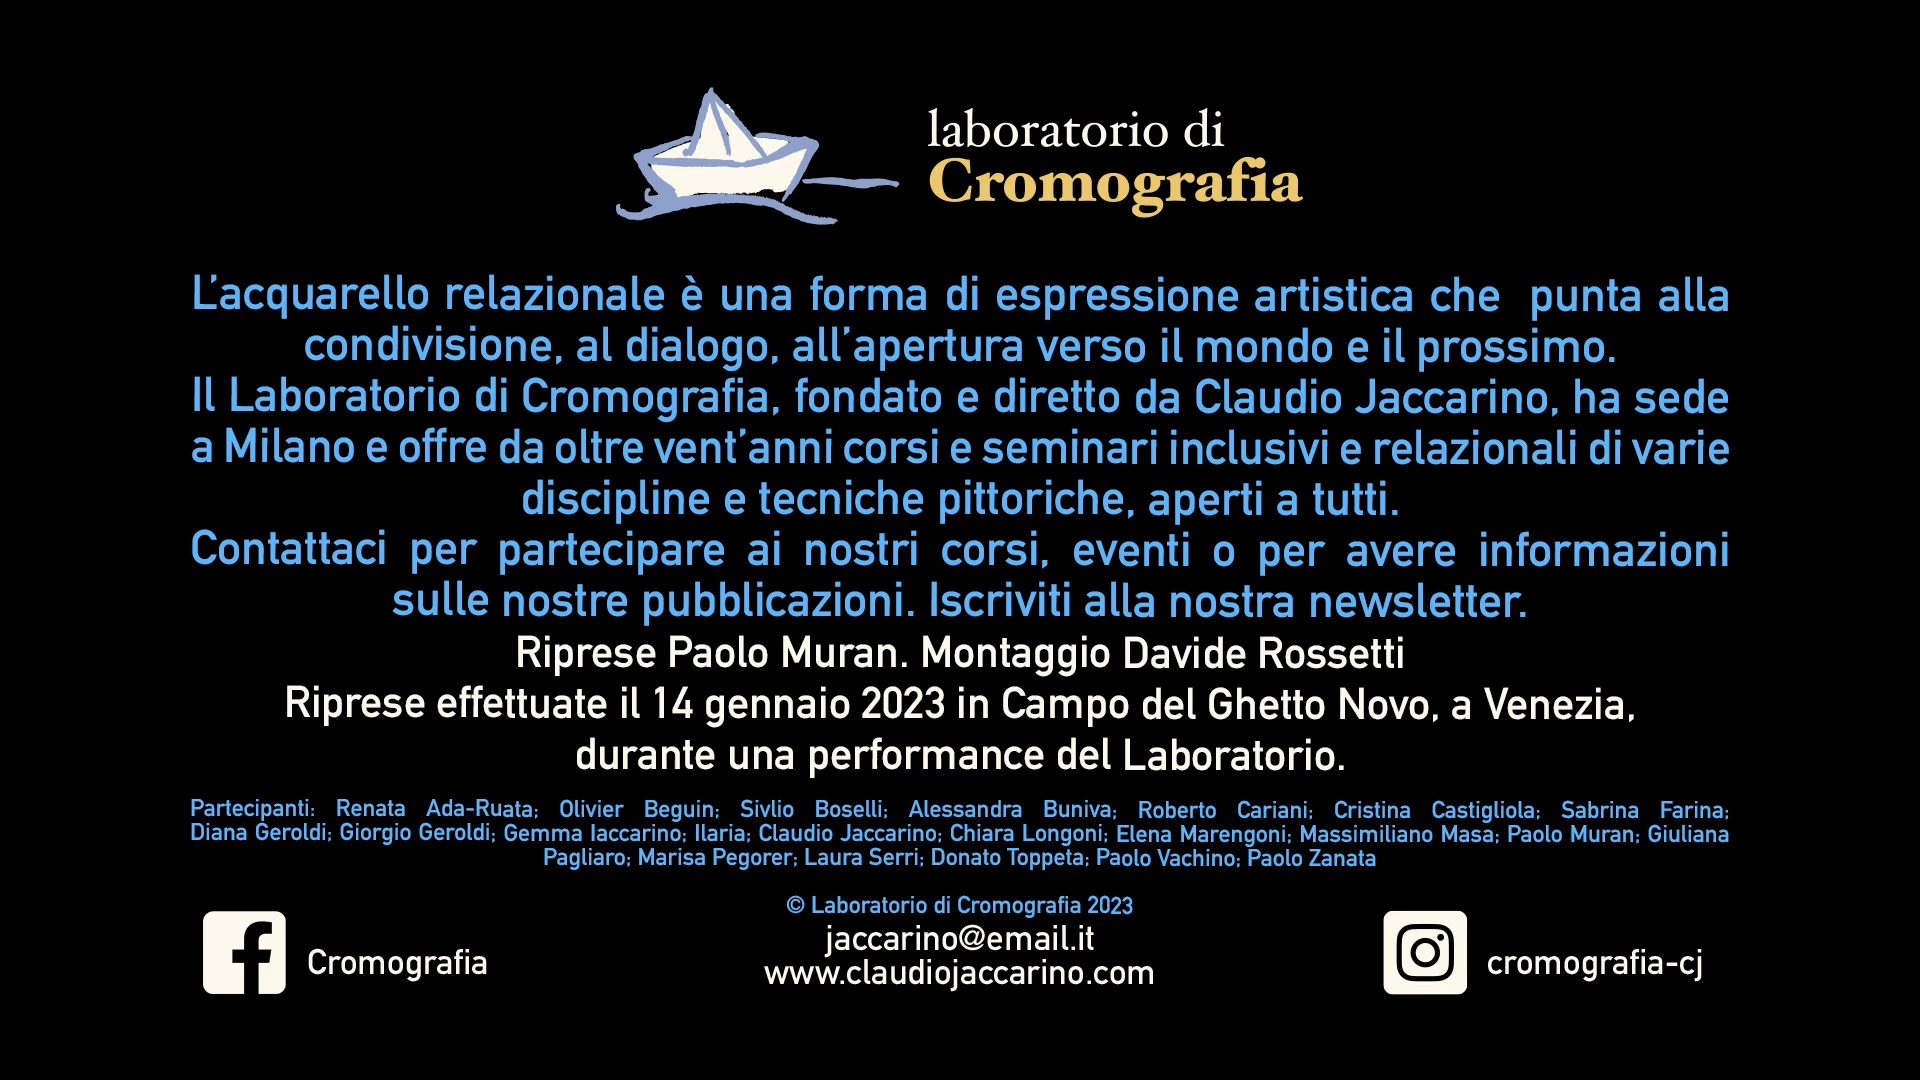 laboratorio di
Cromografia
L’acquarello relazionale è una forma di espressione artistica che punta alla
condivisione, al dialogo, all’apertura verso il mondo e il prossimo.
Il Laboratorio di Cromografia, fondato e diretto da Claudio Jaccarino, ha sede
a Milano e offre da oltre vent’anni corsi e seminari inclusivi e relazionali di varie
discipline e tecniche pittoriche, aperti a tutti.
Contattaci per partecipare ai nostri corsi, eventi o per avere informazioni
sulle nostre pubblicazioni. Iscriviti alla nostra newsletter.
Riprese Paolo Muran. Montaggio Davide Rossetti
Riprese effettuate il 14 gennaio 2023 in Campo del Ghetto Novo, a Venezia,
durante una performance del Laboratorio.
Partecipanti: Renata Ada-Ruata; Olivier Beguin; Sivlio Boselli; Alessandra Buniva; Roberto Cariani; Cristina Castigliola; Sabrina Farina;
Diana Geroldi; Giorgio Geroldi; Gemma Iaccarino; Ilaria; Claudio Jaccarino; Chiara Longoni; Elena Marengoni; Massimiliano Masa; Paolo Muran; Giuliana
Pagliaro; Marisa Pegorer; Laura Serri; Donato Toppeta; Paolo Vachino; Paolo Zanata
© Laboratorio di Cromografia 2023
jaccarino@email.it
www.claudiojaccarino.com
Cromografia
cromografia-cj